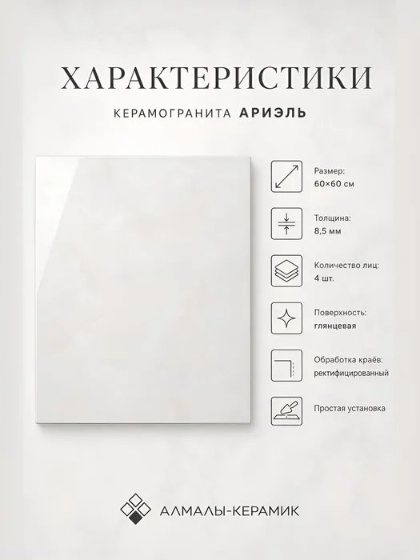 ХАРАКТЕРИСТИКИ
КЕРАМОГРАНИТА АРИЭЛЬ
Размер:
60×60 см
Толщина:
8,5 мм
Количество лиц:
4 шт.
Поверхность:
глянцевая
Обработка краёв:
ректифицированный
Простая установка
АЛМАЛЫ-КЕРАМИК